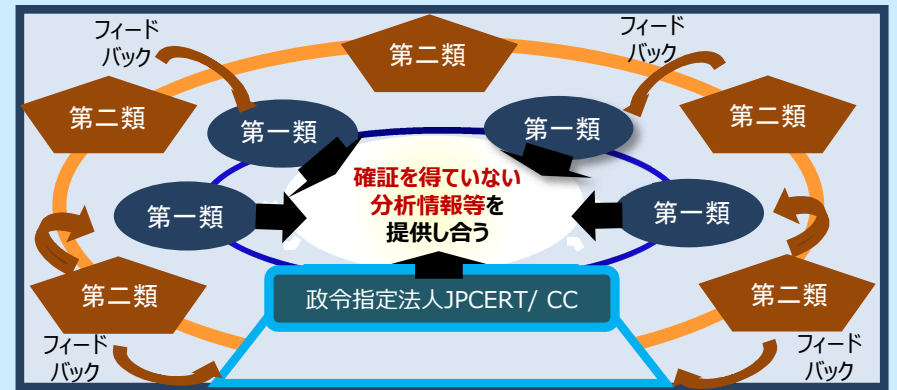 フィード
バック
第二類
フィード
バック
第二類
第二類
第一類
第一類
確証を得ていない
分析情報等を
提供し合う
第一類
第一類
第二類
政令指定法人JPCERT/ CC
第二類
フィード
バック
フィード
バック